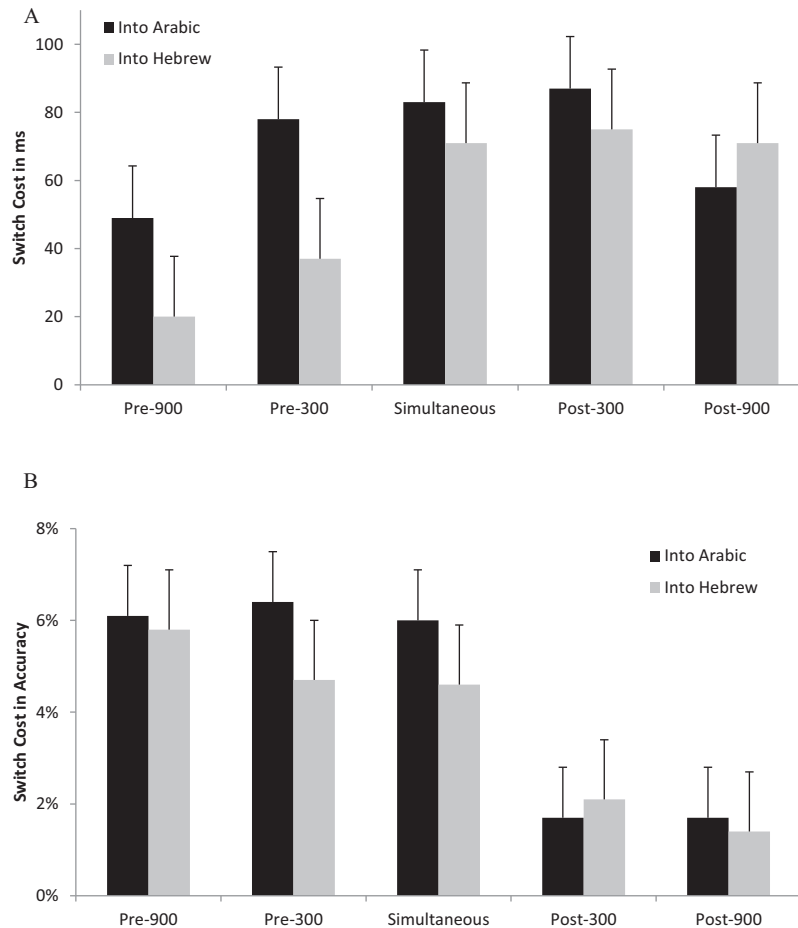 A
Into Arabic
Into Hebrew
Switch Cost in ms
100
80
60
40
20
0
Pre-900 Pre-300 Simultaneous Post-300 Post-900
B
Into Arabic
Into Hebrew
Switch Cost in Accuracy
8%
6%
4%
2%
0%
Pre-900 Pre-300 Simultaneous Post-300 Post-900